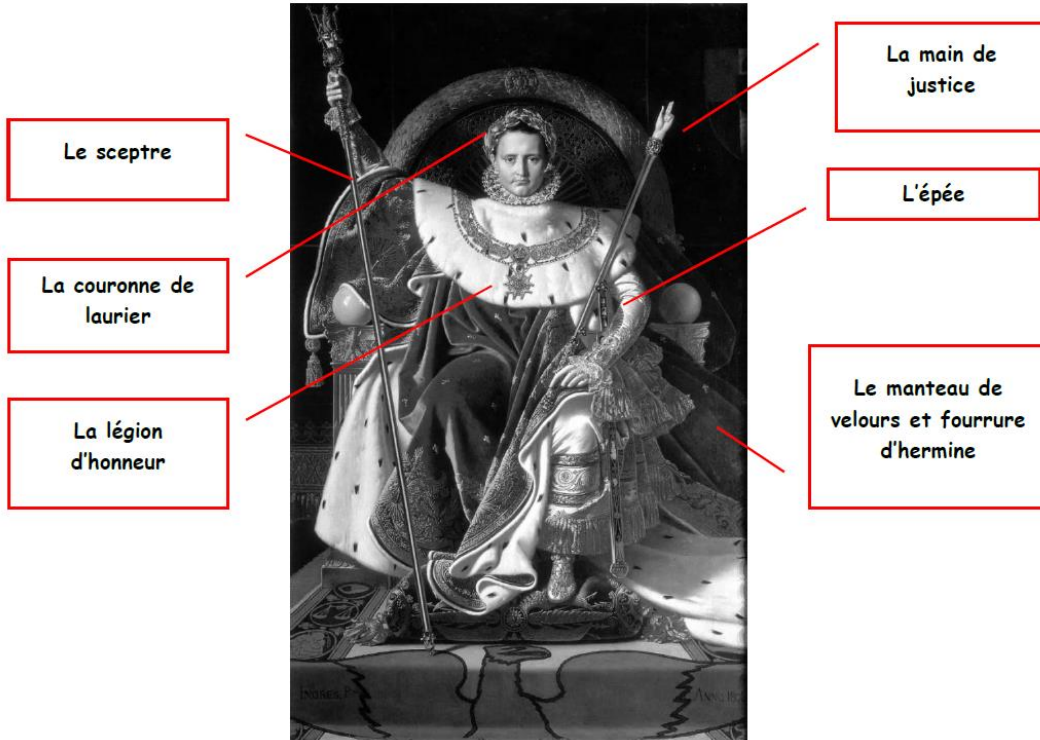 La main de
justice
Le sceptre
L'épée
La couronne de
laurier
Le manteau de
velours et fourrure
d'hermine
La légion
d'honneur